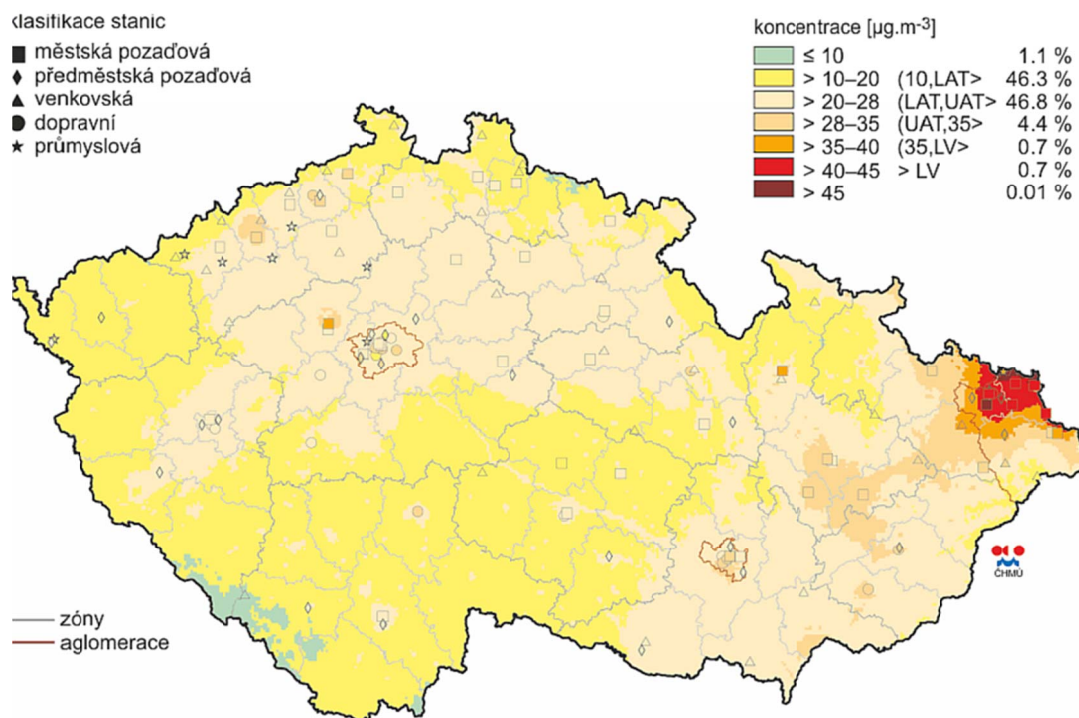 klasifikace stanic
městská pozaďová
předměstská pozaďová
venkovská
dopravní
průmyslová
koncentrace [µg.m-3]
≤ 10 1.1 %
> 10–20 (10,LAT> 46.3 %
> 20–28 (LAT,UAT> 46.8 %
> 28–35 (UAT,35> 4.4 %
> 35–40 (35,LV> 0.7 %
> 40–45 > LV 0.7 %
> 45 0.01 %
ČHMÚ
zóny
aglomerace